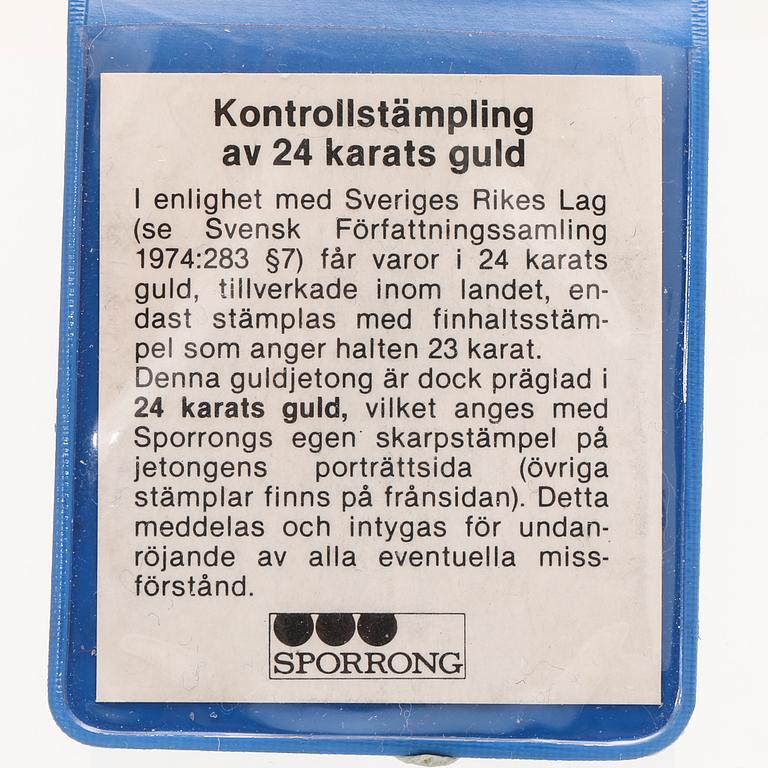 Kontrollstämpling
av 24 karats guld
I enlighet med Sveriges Rikes Lag
(se Svensk Författningssamling
1974:283 §7) får varor i 24 karats
guld, tillverkade inom landet, en-
dast stämplas med finhaltsstäm-
pel som anger halten 23 karat.
Denna guldjetong är dock präglad i
24 karats guld, vilket anges med
Sporrongs egen skarpstämpel på
jetongens porträttsida (övriga
stämplar finns på frånsidan). Detta
meddelas och intygas för undan-
röjande av alla eventuella miss-
förstånd.
SPORRONG